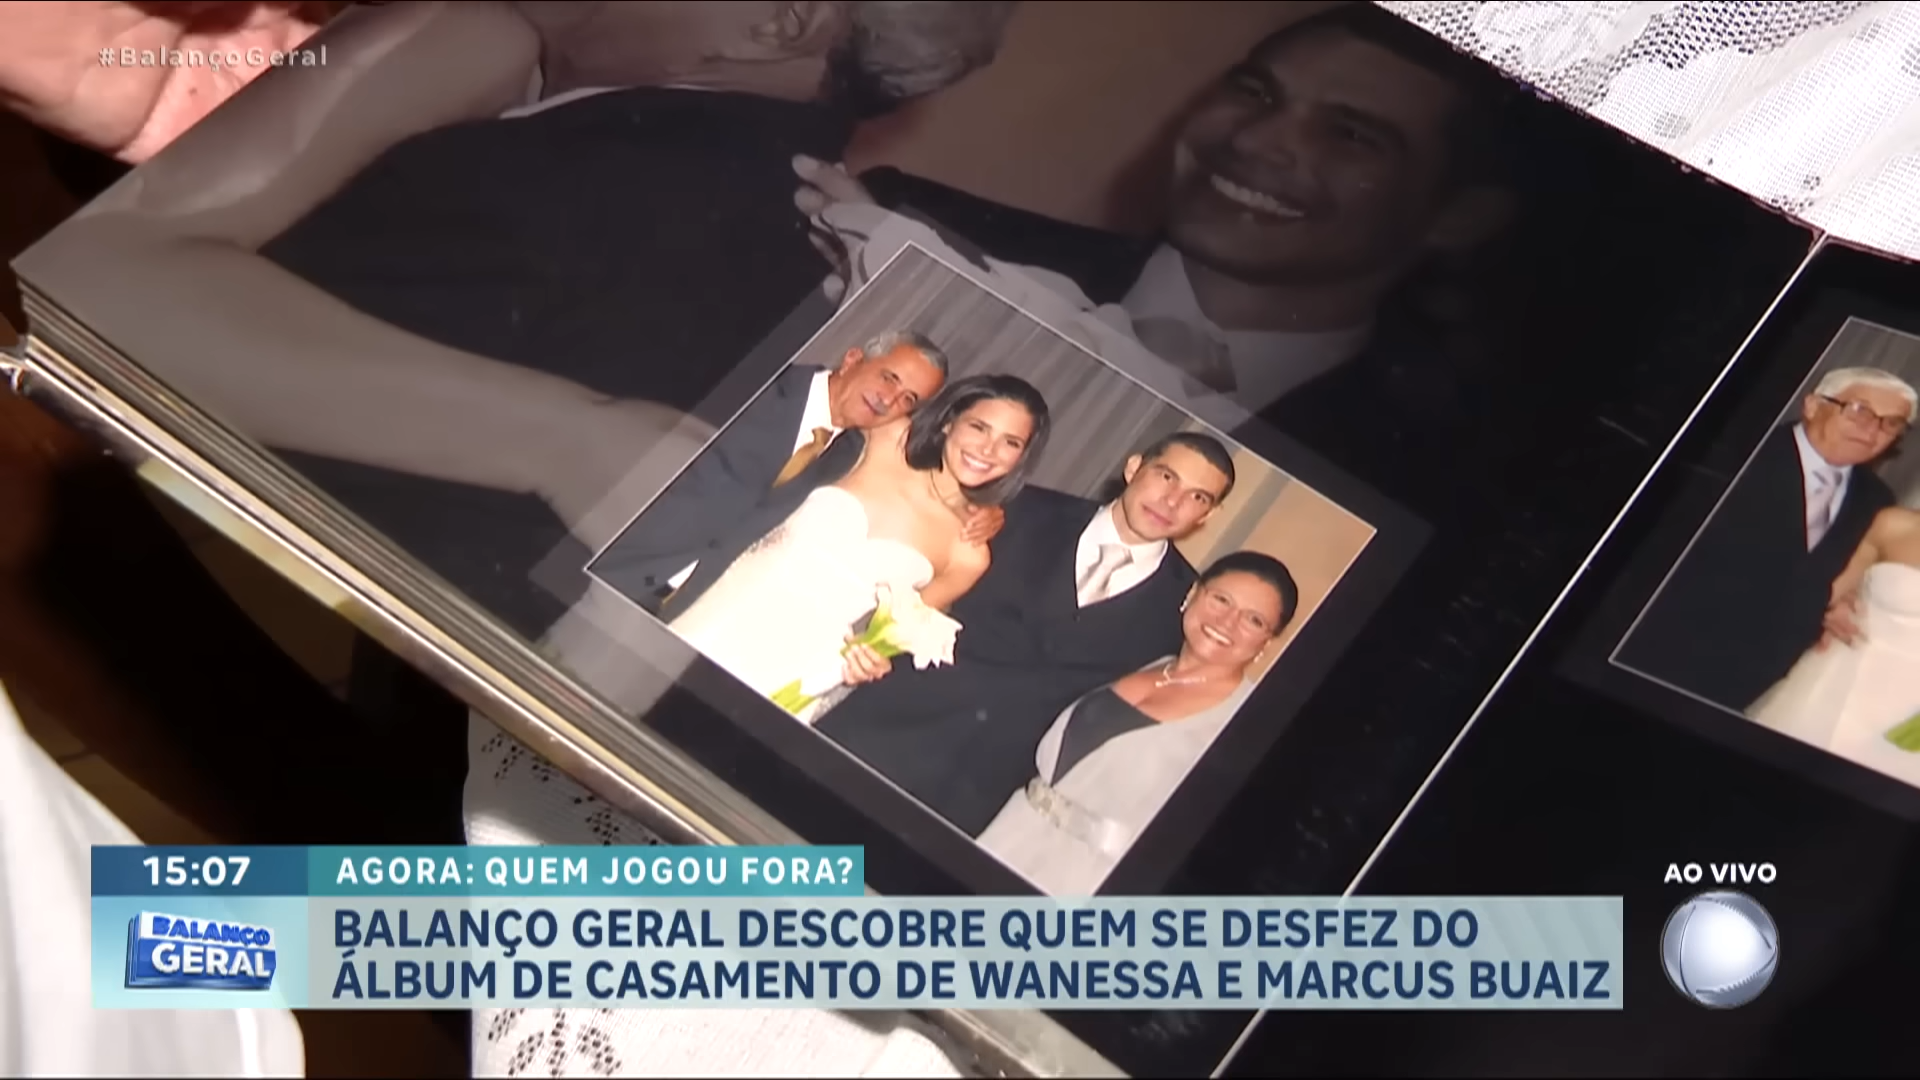 #BalançoGeral
15:07
AGORA: QUEM JOGOU FORA?
AO VIVO
BALANÇO
GERAL
BALANÇO GERAL DESCOBRE QUEM SE DESFEZ DO
ÁLBUM DE CASAMENTO DE WANESSA E MARCUS BUAIZ